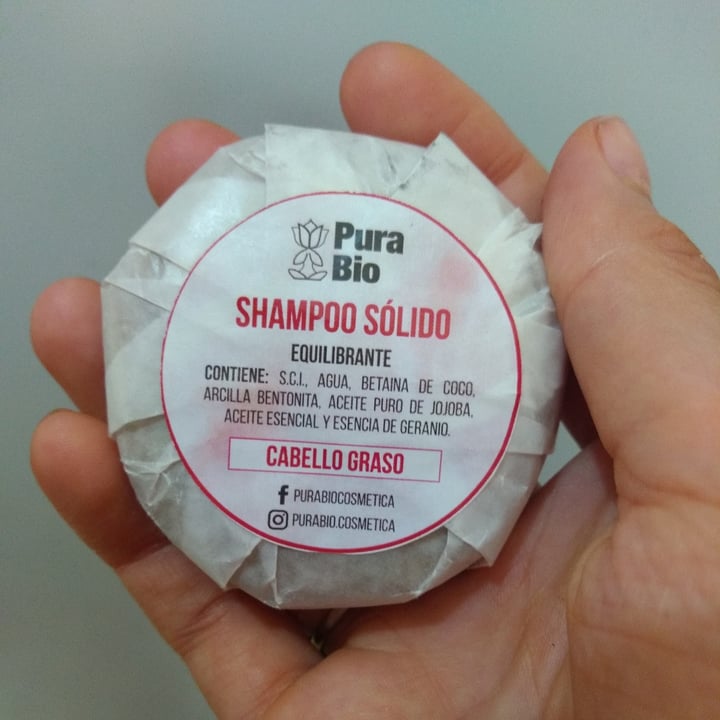 Pura
Bio
SHAMPOO SÓLIDO
EQUILIBRANTE
CONTIENE: S.C.I., AGUA, BETAINA DE COCO,
ARCILLA BENTONITA, ACEITE PURO DE JOJOBA,
ACEITE ESENCIAL Y ESENCIA DE GERANIO.
CABELLO GRASO
PURABIOCOSMETICA
PURABIO.COSMETICA